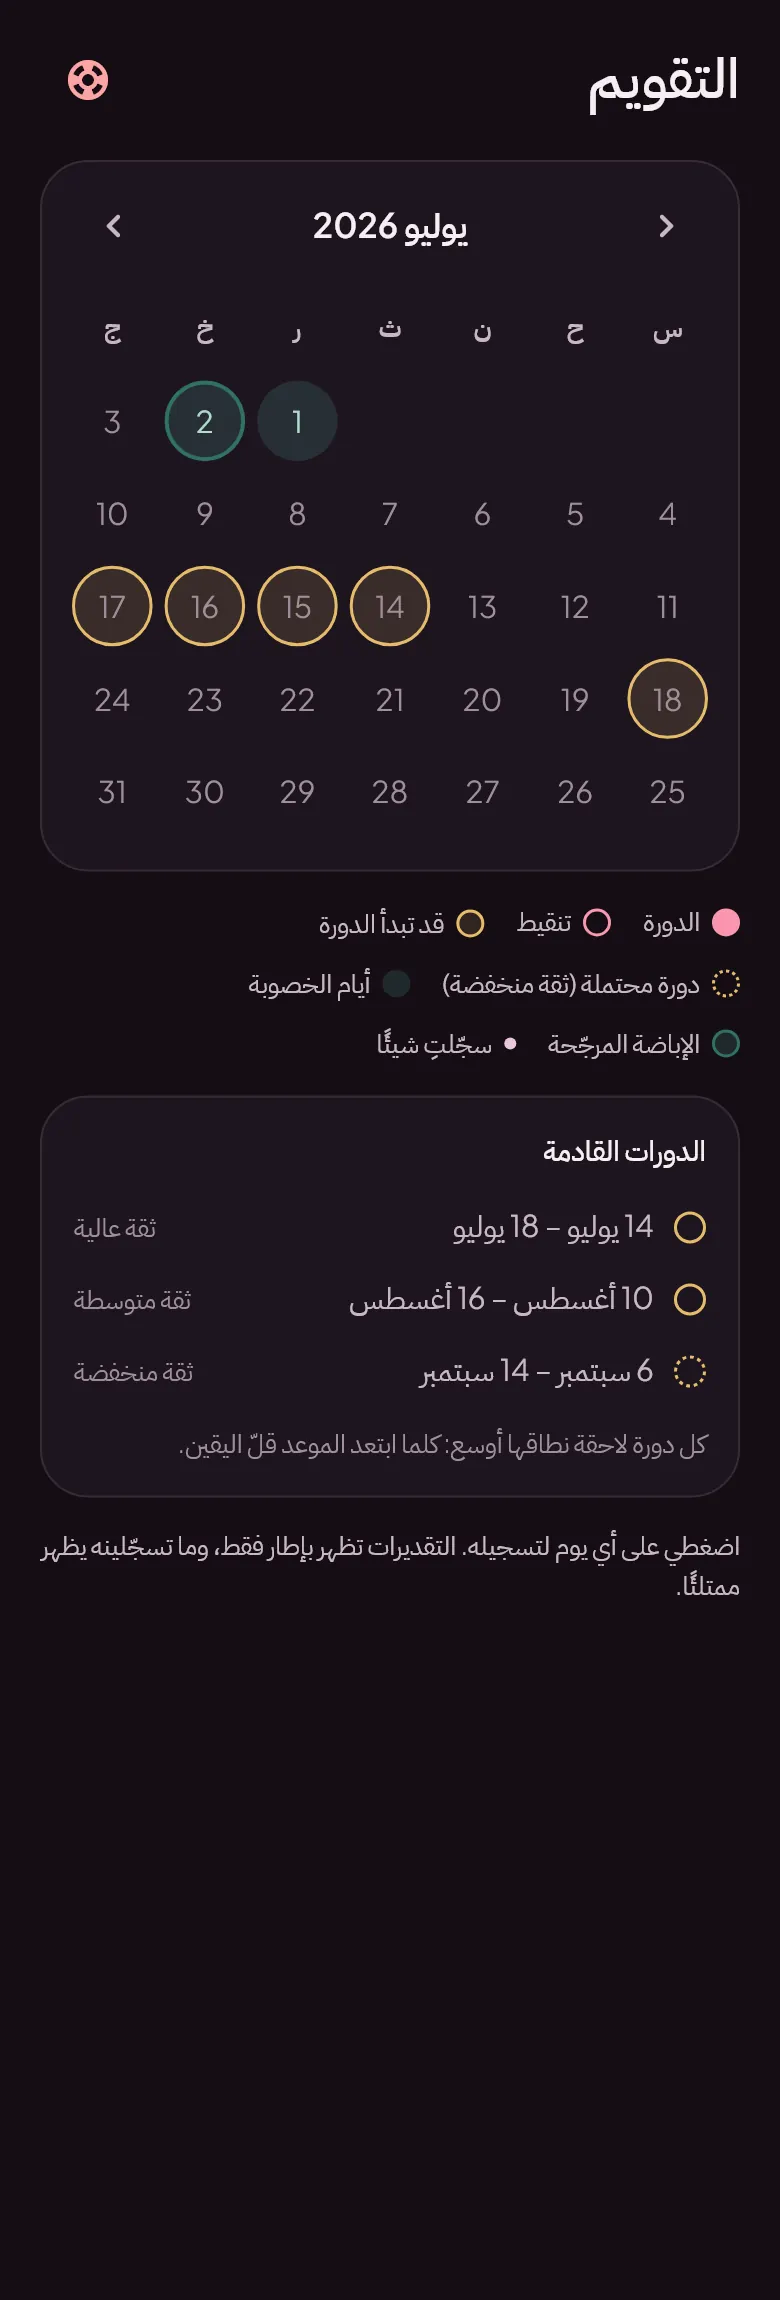 التقويم
يوليو 2026
س ح ن ث ر خ ج
1 2 3
4 5 6 7 8 9 10
11 12 13 14 15 16 17
18 19 20 21 22 23 24
25 26 27 28 29 30 31
الدورة تنقيط قد تبدأ الدورة
دورة محتملة (ثقة منخفضة) أيام الخصوبة
الإباضة المرجّحة سجّلتِ شيئًا
الدورات القادمة
14 يوليو – 18 يوليو ثقة عالية
10 أغسطس – 16 أغسطس ثقة متوسطة
6 سبتمبر – 14 سبتمبر ثقة منخفضة
كل دورة لاحقة نطاقها أوسع: كلما ابتعد الموعد قلّ اليقين.
اضغطي على أي يوم لتسجيله. التقديرات تظهر بإطار فقط، وما تسجّلينه يظهر
ممتلئًا.